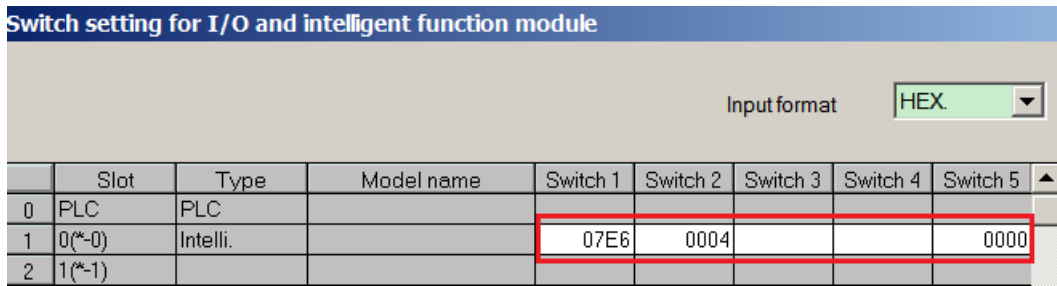 Switch setting for I/O and intelligent function module
Input format HEX.
Slot Type Model name Switch 1 Switch 2 Switch 3 Switch 4 Switch 5
0 PLC PLC
1 0(*-0) Intelli. 07E6 0004 0000
2 1(*-1)